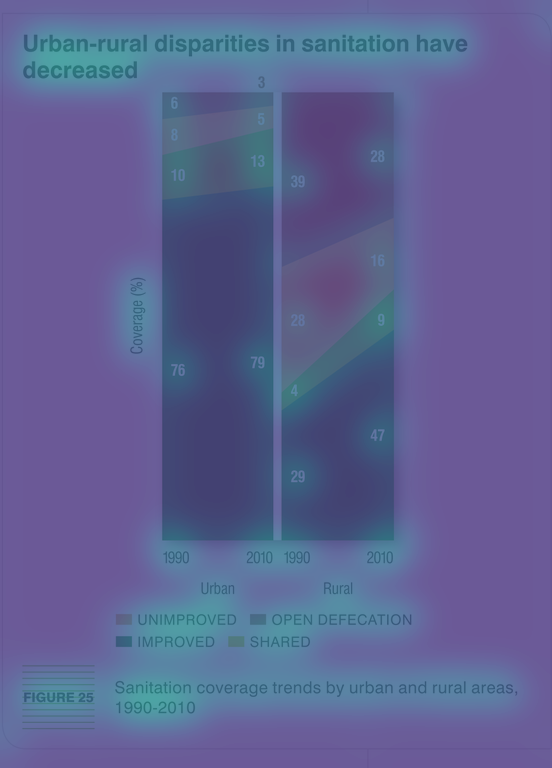 Urban-rural disparities in sanitation have
decreased
3
6
5
8
13
10
28
39
16
28
9
76
79
4
47
29
Coverage (%)
1990 2010 1990 2010
Urban Rural
UNIMPROVED OPEN DEFECATION
IMPROVED SHARED
FIGURE 25
Sanitation coverage trends by urban and rural areas,
1990-2010